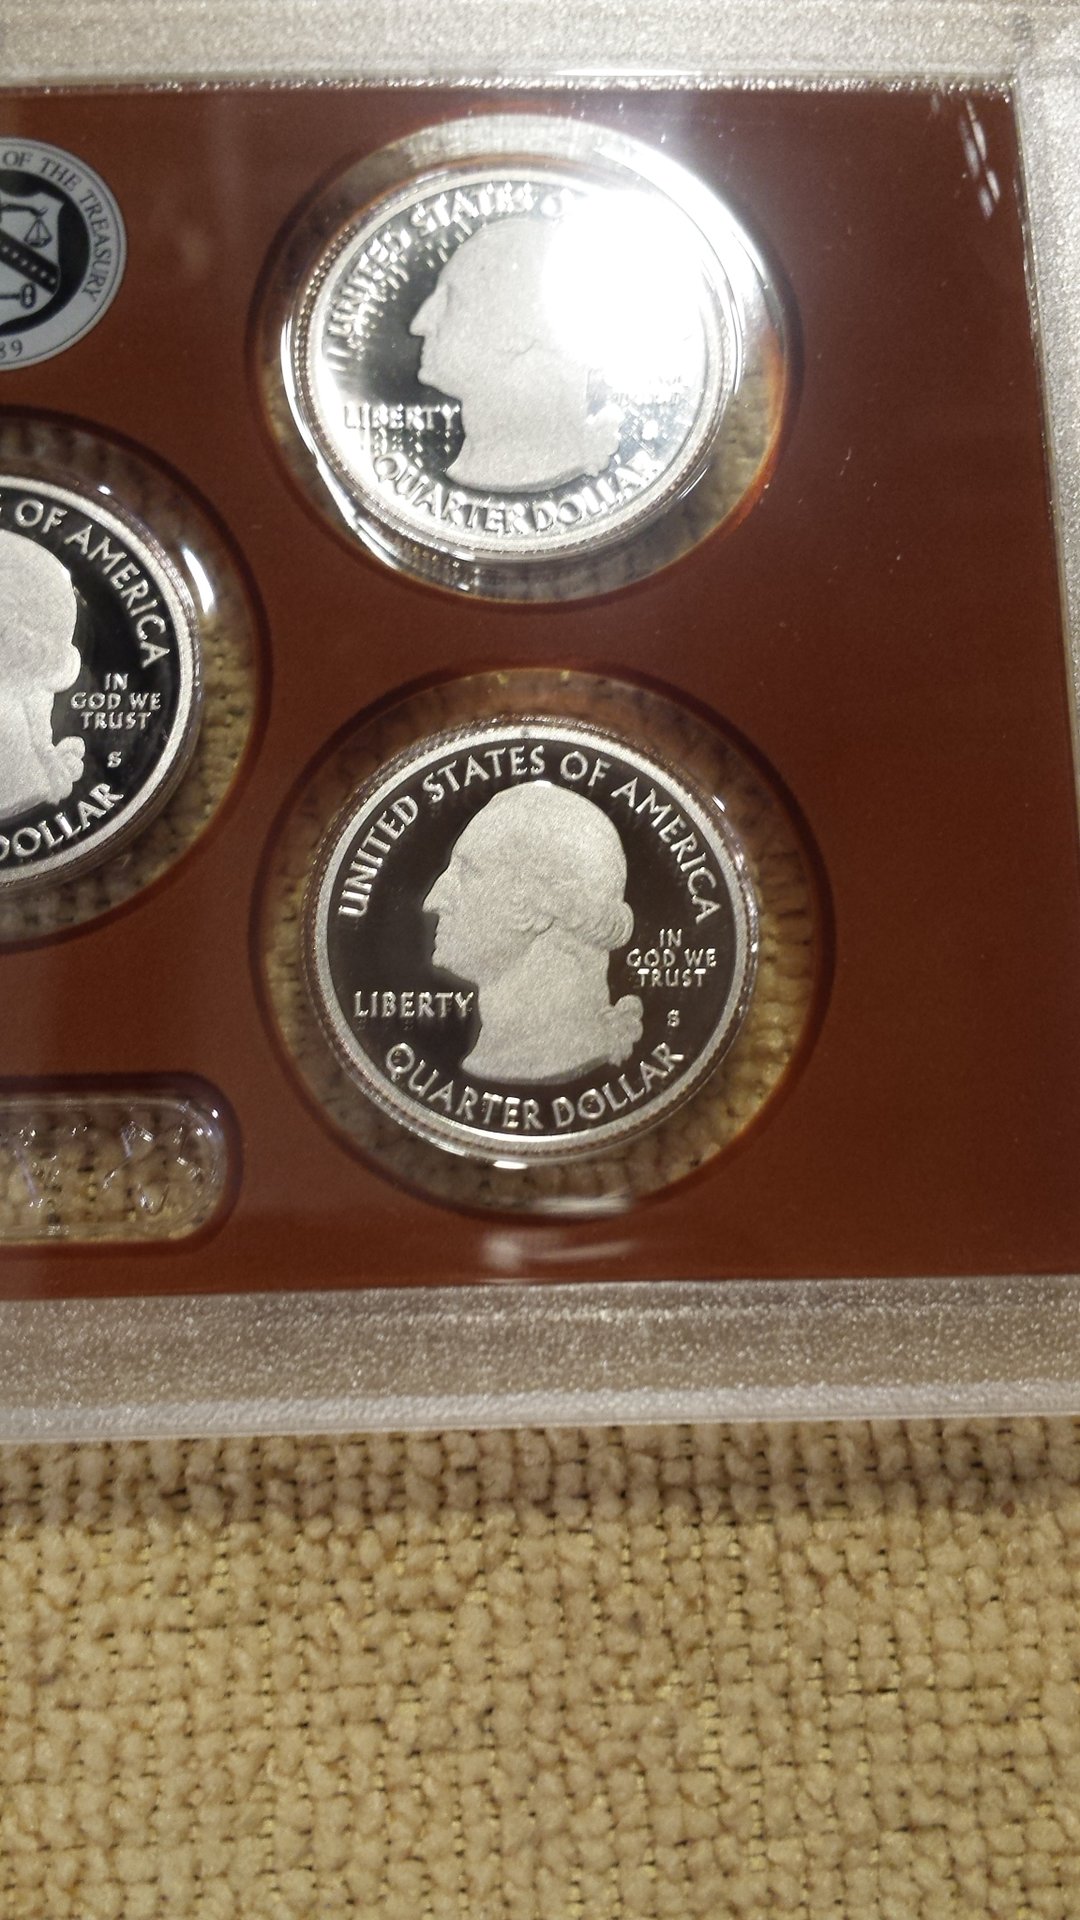 OF THE TREASURY
89
UNITED STATES O
LIBERTY
QUARTER DOLLAR
OF AMERICA
IN
GOD WE
TRUST
S
DOLLAR
UNITED STATES OF AMERICA
IN
GOD WE
TRUST
LIBERTY
S
QUARTER DOLLAR